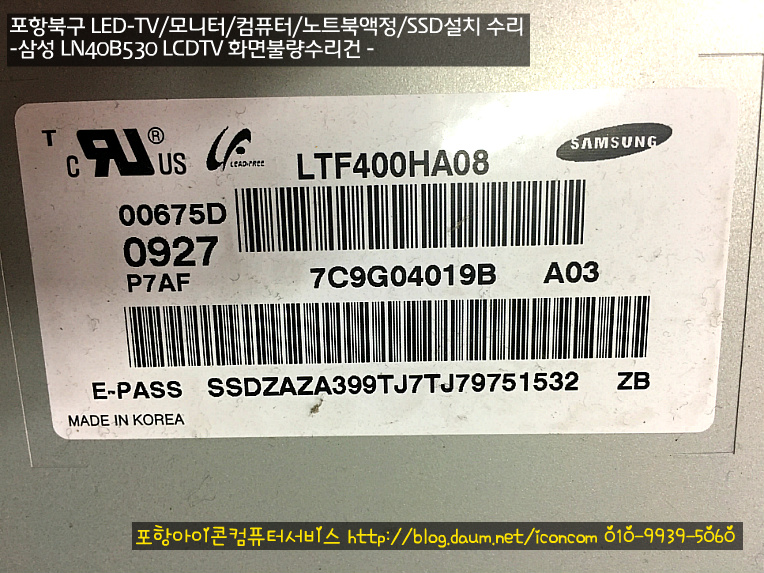 포항북구 LED-TV/모니터/컴퓨터/노트북액정/SSD설치 수리
-삼성 LN40B530 LCDTV 화면불량수리건 -
T
c RU ® US
LEAD-FREE
LTF400HA08
SAMSUNG
00675D
0927
P7AF
7C9G04019B A03
E-PASS SSDZAZA399TJ7TJ79751532 ZB
MADE IN KOREA
포항아이콘컴퓨터서비스 http://blog.daum.net/iconcom 010-9939-5060